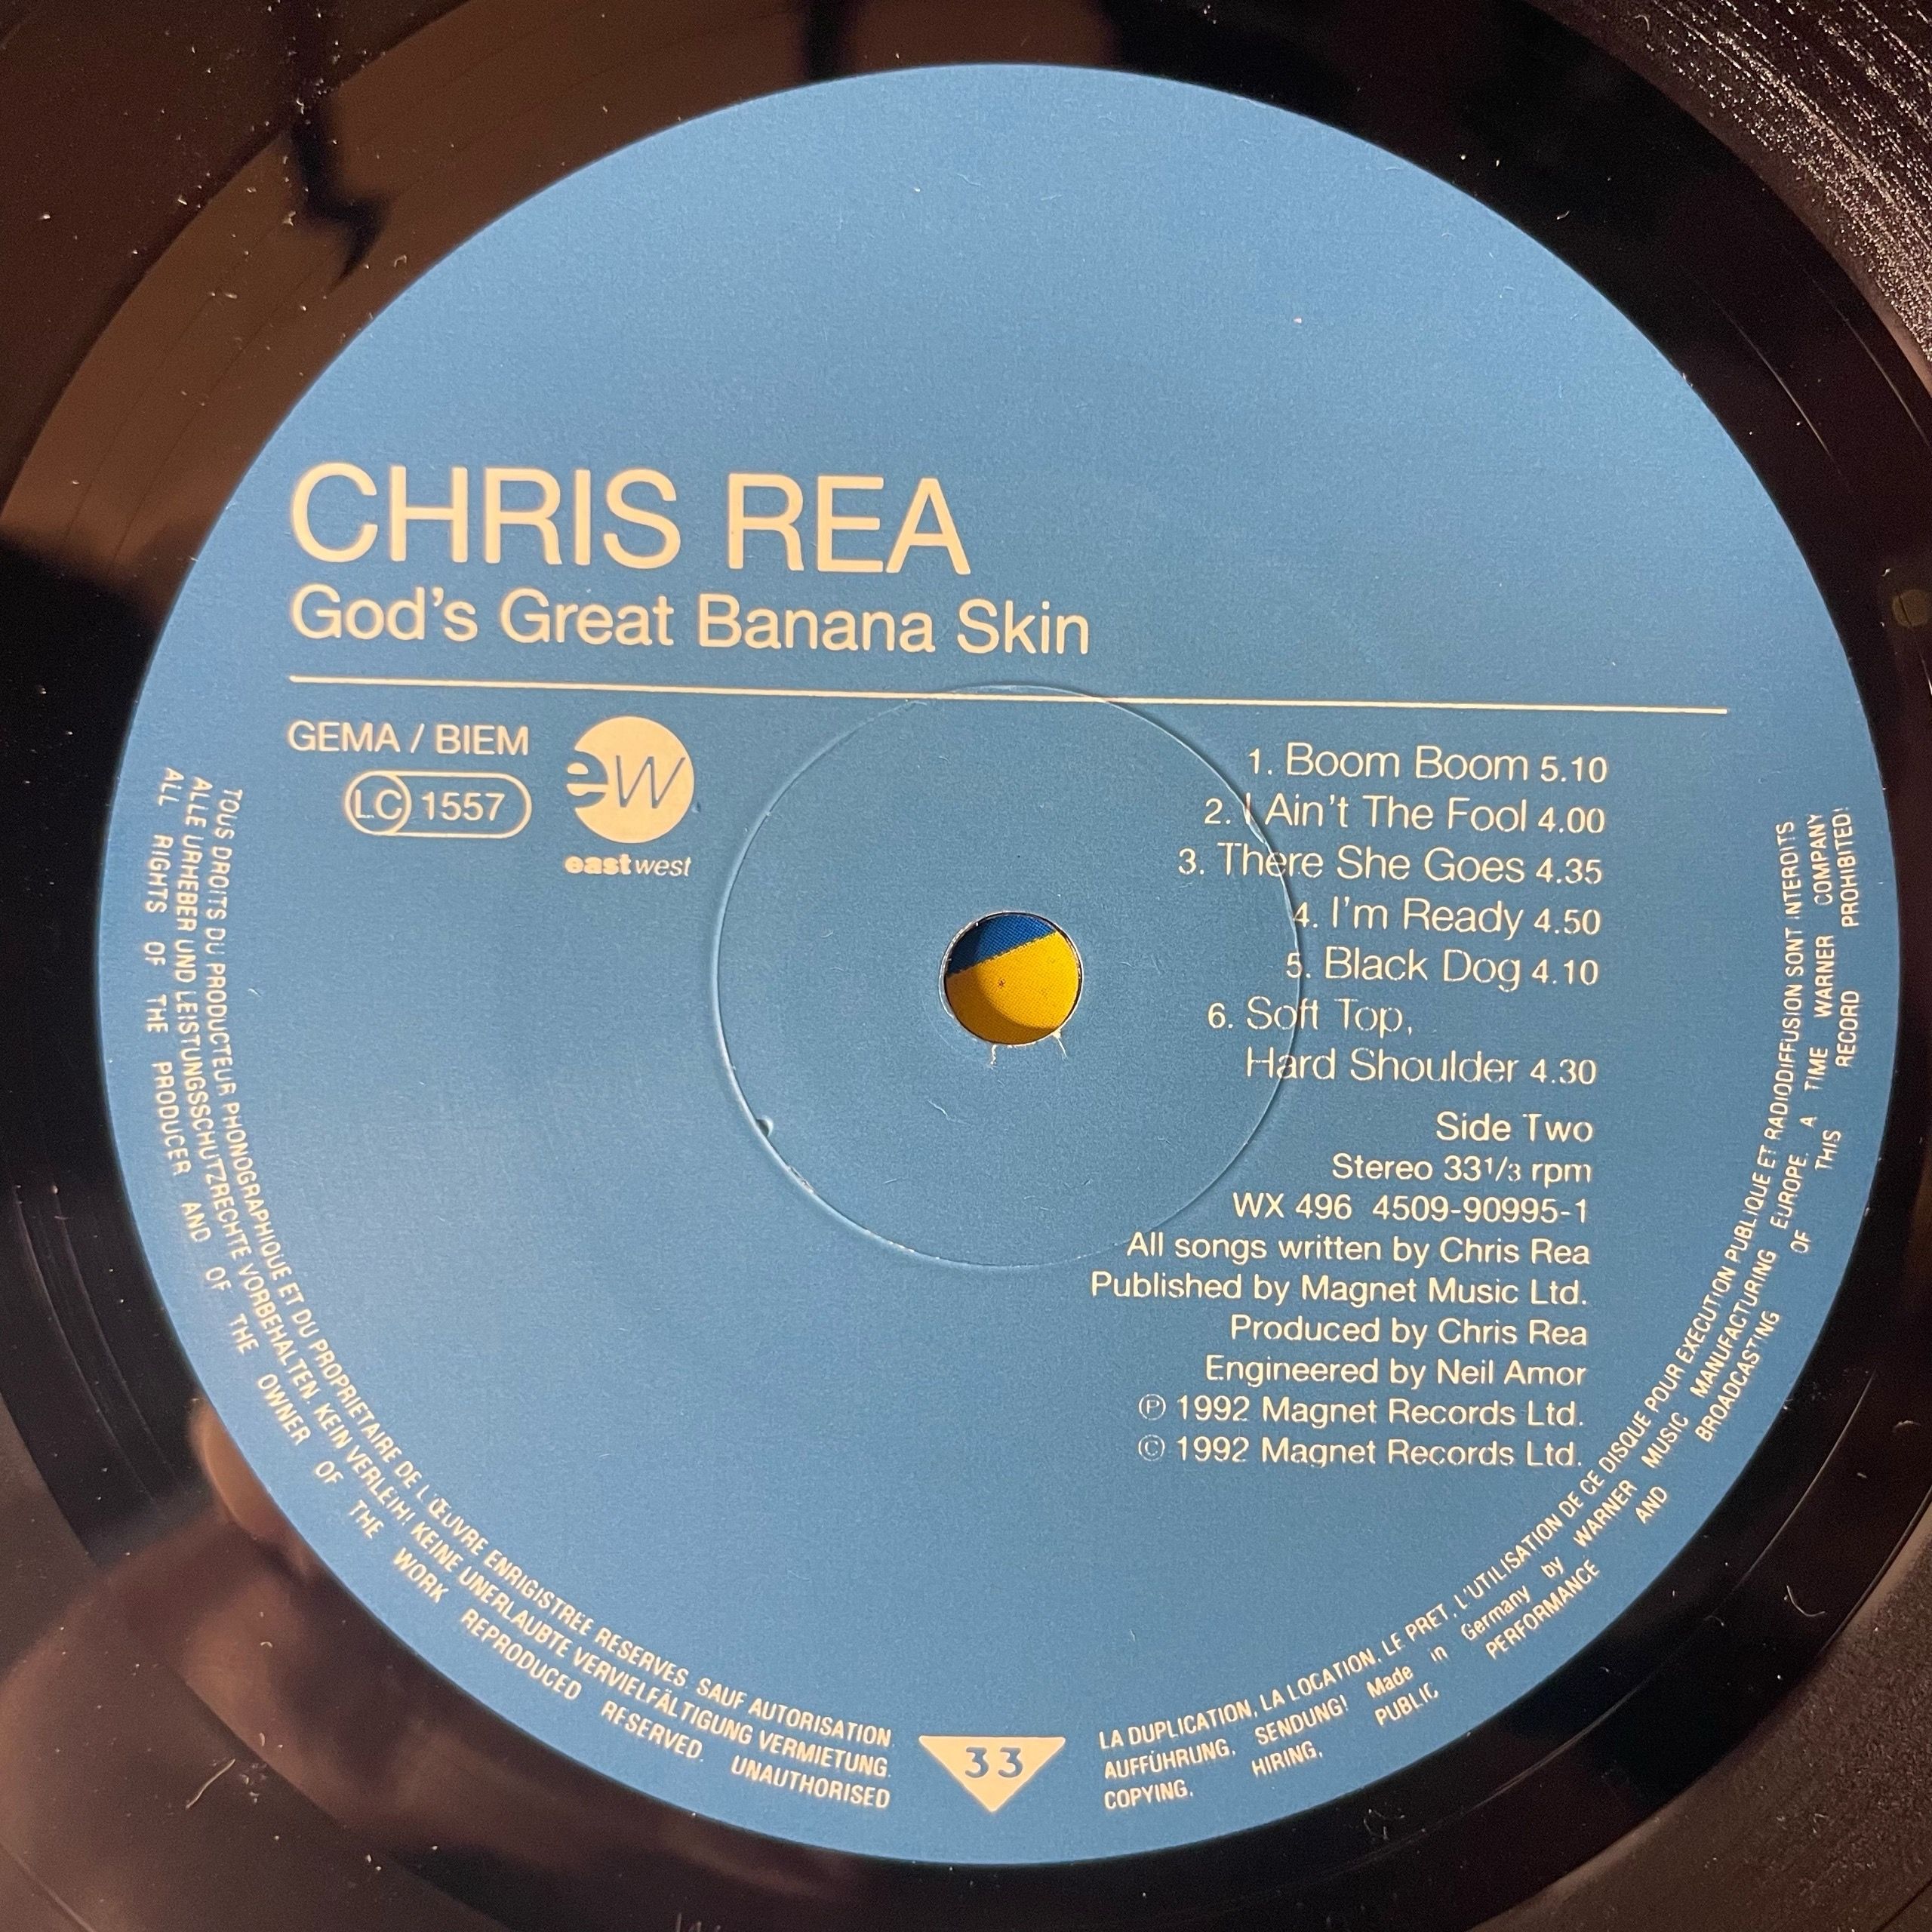 CHRIS REA
God's Great Banana Skin
GEMA / BIEM
LC 1557
ew
eastwest
1. Boom Boom 5.10
2. I Ain't The Fool 4.00
3. There She Goes 4.35
4. I'm Ready 4.50
5. Black Dog 4.10
6. Soft Top,
Hard Shoulder 4.30
Side Two
Stereo 33 1/3 rpm
WX 496 4509-90995-1
All songs written by Chris Rea
Published by Magnet Music Ltd.
Produced by Chris Rea
Engineered by Neil Amor
℗ 1992 Magnet Records Ltd.
© 1992 Magnet Records Ltd.
TOUS DROITS DU PRODUCTEUR PHONOGRAPHIQUE ET DU PROPRIETAIRE DE L'ŒUVRE ENRIGISTREE RESERVES. SAUF AUTORISATION
ALLE URHEBER UND LEISTUNGSSCHUTZRECHTE VORBEHALTEN. KEIN VERLEIH! KEINE UNERLAUBTE VERVIELFÄLTIGUNG VERMIETUNG.
ALL RIGHTS OF THE PRODUCER AND OF THE OWNER OF THE WORK REPRODUCED RESERVED. UNAUTHORISED
33
LA DUPLICATION, LA LOCATION, LE PRET, L'UTILISATION DE CE DISQUE POUR EXECUTION PUBLIQUE ET RADIODIFFUSION SONT INTERDITS
AUFFÜHRUNG, SENDUNG! Made in Germany by WARNER MUSIC MANUFACTURING EUROPE, A TIME WARNER COMPANY
COPYING, HIRING, PUBLIC PERFORMANCE AND BROADCASTING OF THIS RECORD PROHIBITED!